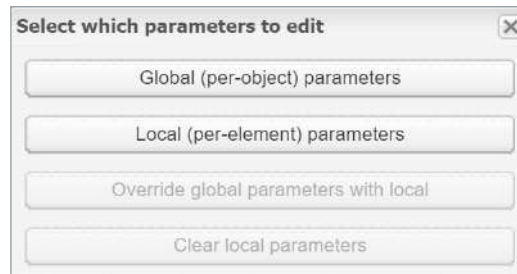 Select which parameters to edit
Global (per-object) parameters
Local (per-element) parameters
Override global parameters with local
Clear local parameters